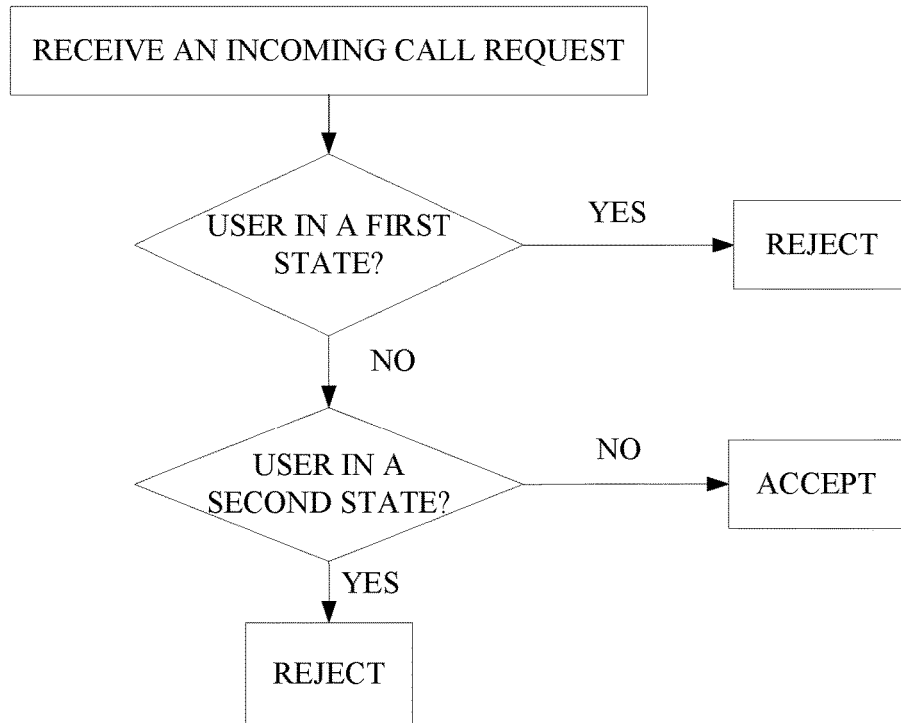 RECEIVE AN INCOMING CALL REQUEST
USER IN A FIRST
STATE?
YES
REJECT
NO
USER IN A
SECOND STATE?
NO
ACCEPT
YES
REJECT